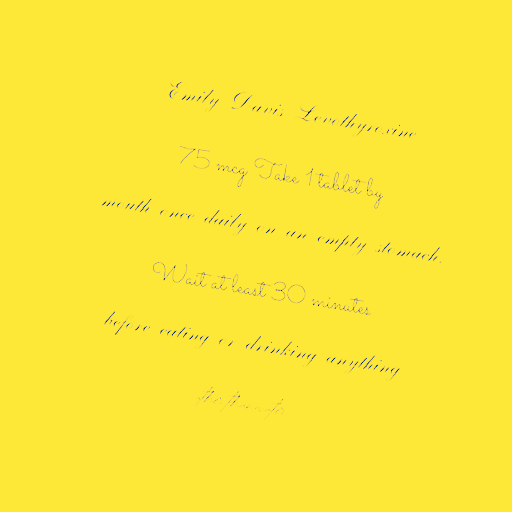 Emily Davis Levothyroxine
75 mcg Take 1 tablet by
mouth once daily on an empty stomach.
Wait at least 30 minutes
before eating or drinking anything